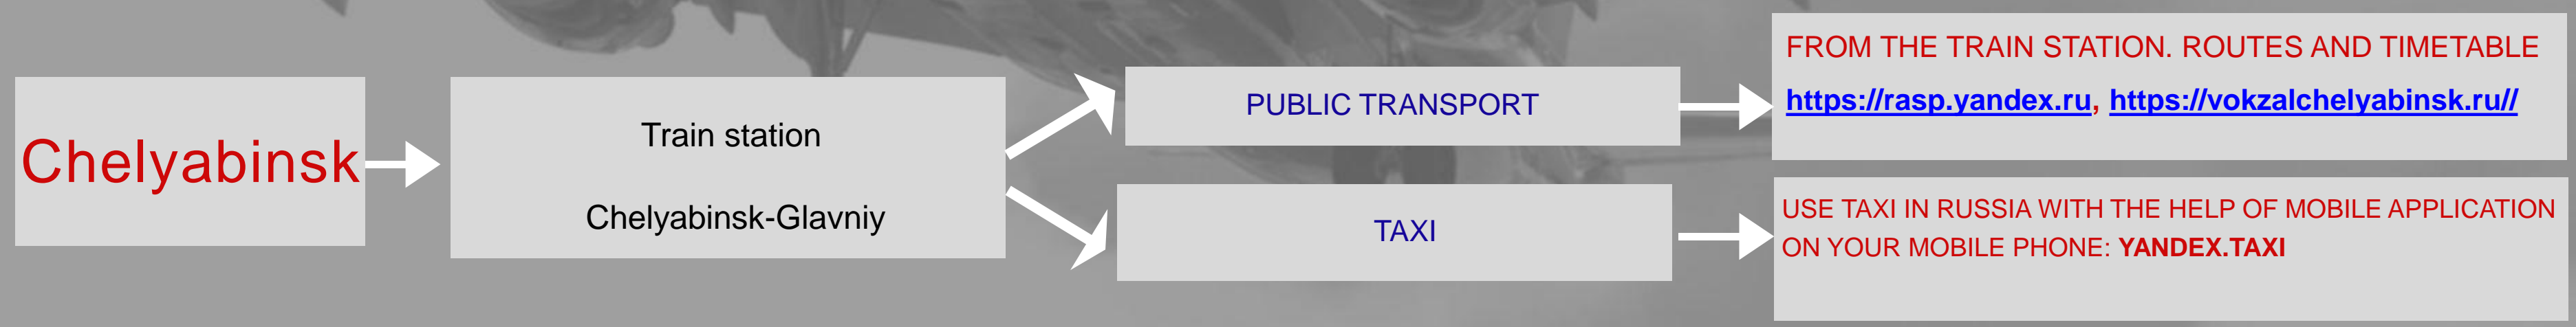 Chelyabinsk
Train station
Chelyabinsk-Glavniy
PUBLIC TRANSPORT
FROM THE TRAIN STATION. ROUTES AND TIMETABLE
https://rasp.yandex.ru, https://vokzalchelyabinsk.ru//
TAXI
USE TAXI IN RUSSIA WITH THE HELP OF MOBILE APPLICATION
ON YOUR MOBILE PHONE: YANDEX.TAXI